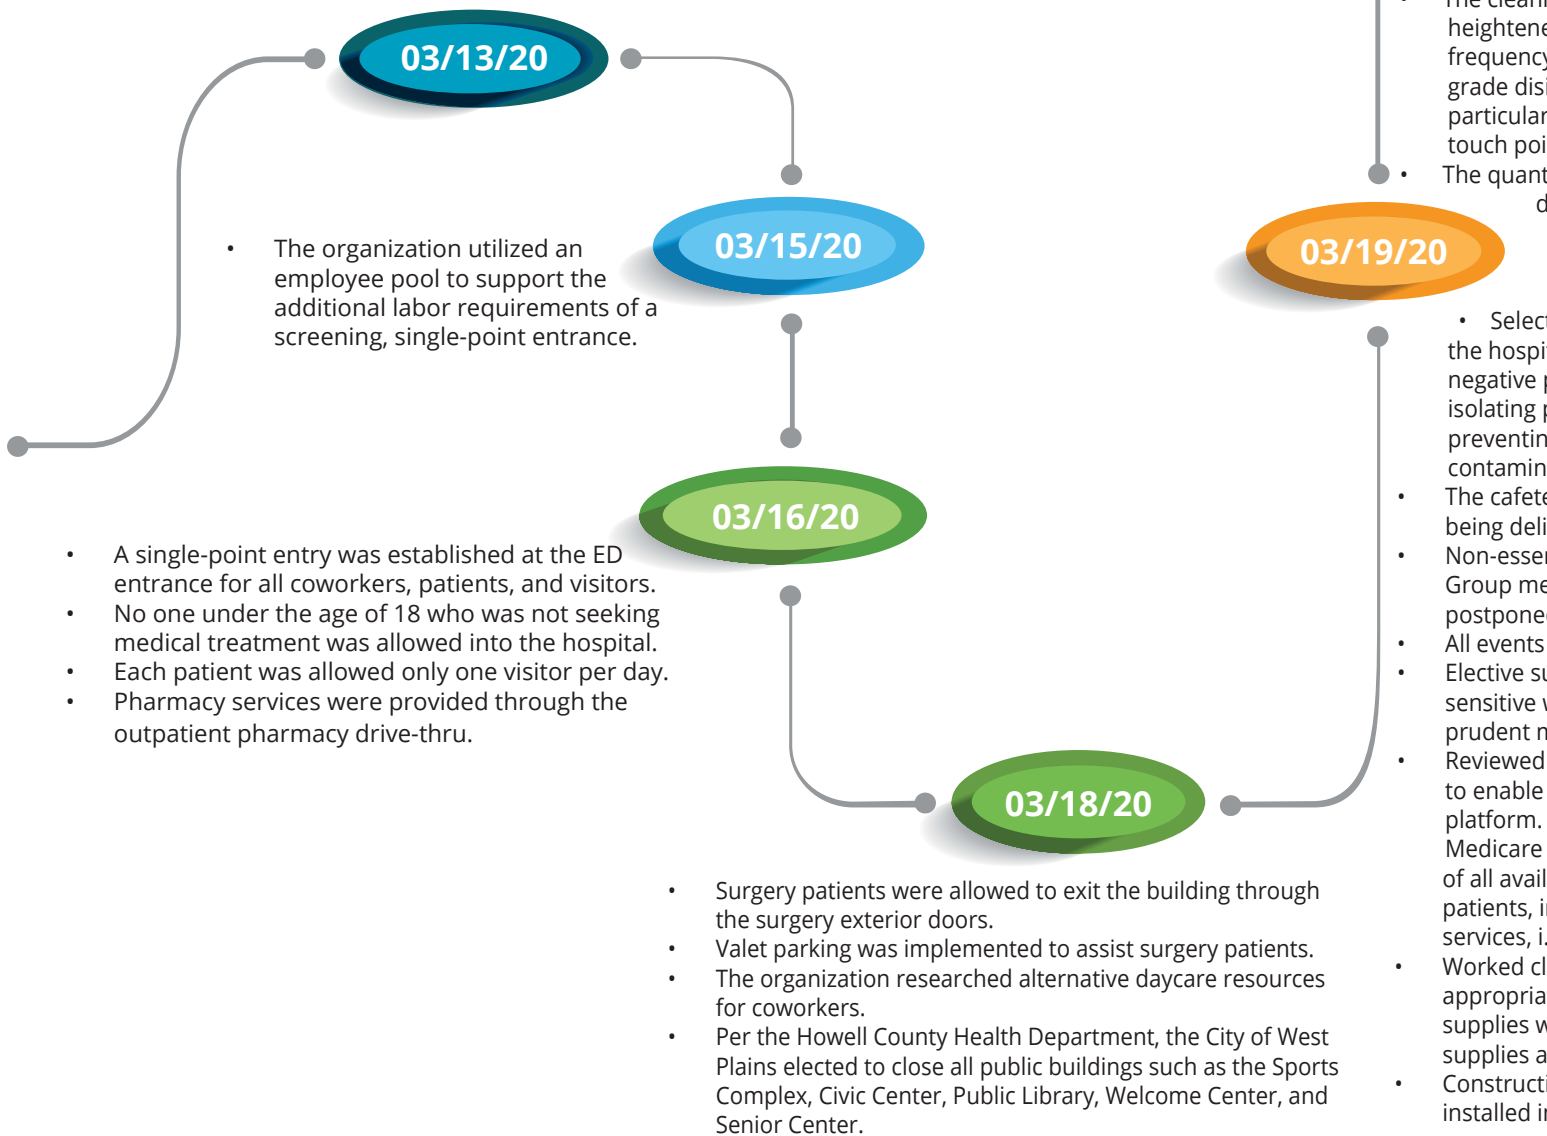 03/13/20
03/15/20
• The organization utilized an
employee pool to support the
additional labor requirements of a
screening, single-point entrance.
03/16/20
• A single-point entry was established at the ED
entrance for all coworkers, patients, and visitors.
• No one under the age of 18 who was not seeking
medical treatment was allowed into the hospital.
• Each patient was allowed only one visitor per day.
• Pharmacy services were provided through the
outpatient pharmacy drive-thru.
03/18/20
• Surgery patients were allowed to exit the building through
the surgery exterior doors.
• Valet parking was implemented to assist surgery patients.
• The organization researched alternative daycare resources
for coworkers.
• Per the Howell County Health Department, the City of West
Plains elected to close all public buildings such as the Sports
Complex, Civic Center, Public Library, Welcome Center, and
Senior Center.
• The
heightene
frequency
grade disi
particular
touch poi
• The quant
d
03/19/20
• Select
the hospi
negative p
isolating p
preventin
contamin
• The cafete
being deli
• Non-esser
Group me
postpone
• All events
• Elective su
sensitive w
prudent m
• Reviewed
to enable
platform.
Medicare
of all avail
patients, i
services, i.
• Worked cl
appropria
supplies w
supplies a
• Constructi
installed i